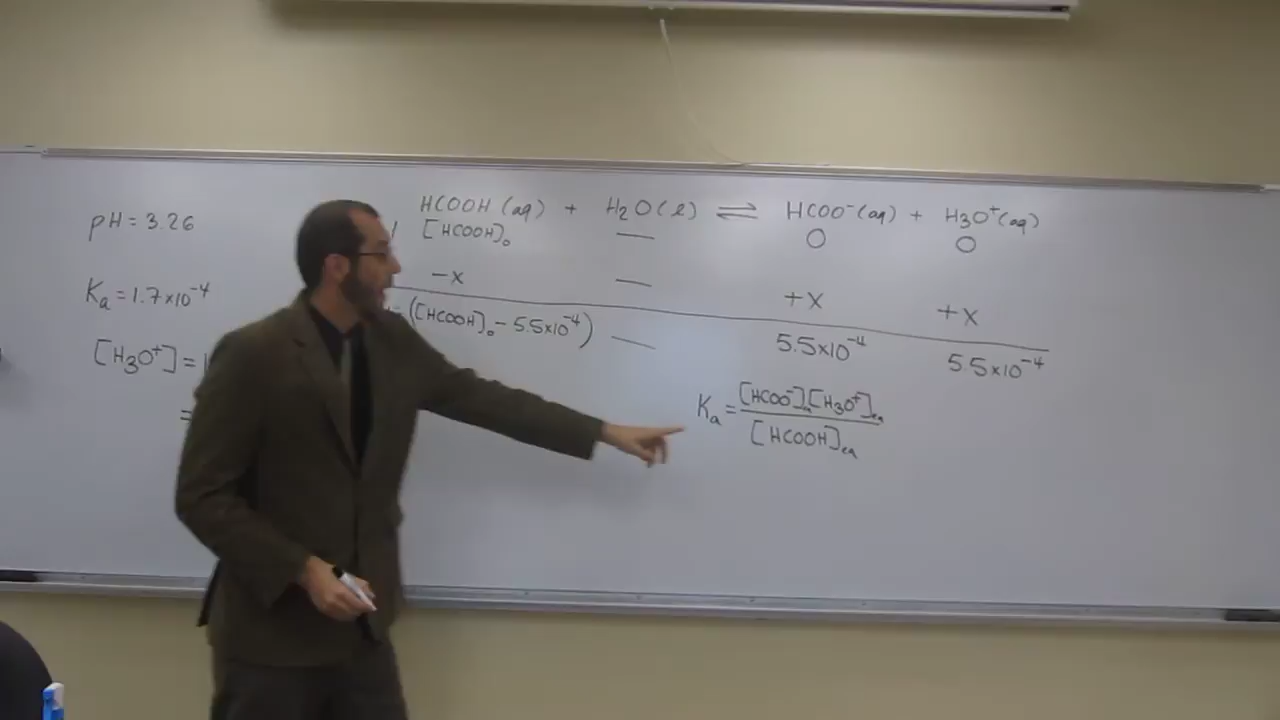 pH = 3.26
Ka = 1.7×10⁻⁴
[H3O⁺] =
=
HCOOH (aq) + H2O(l) ⇌ HCOO⁻(aq) + H3O⁺(aq)
[HCOOH]₀ — O O
-x — +x +x
([HCOOH]₀ - 5.5×10⁻⁴) — 5.5×10⁻⁴ 5.5×10⁻⁴
Ka = [HCOO⁻]eq[H3O⁺]eq
[HCOOH]eq